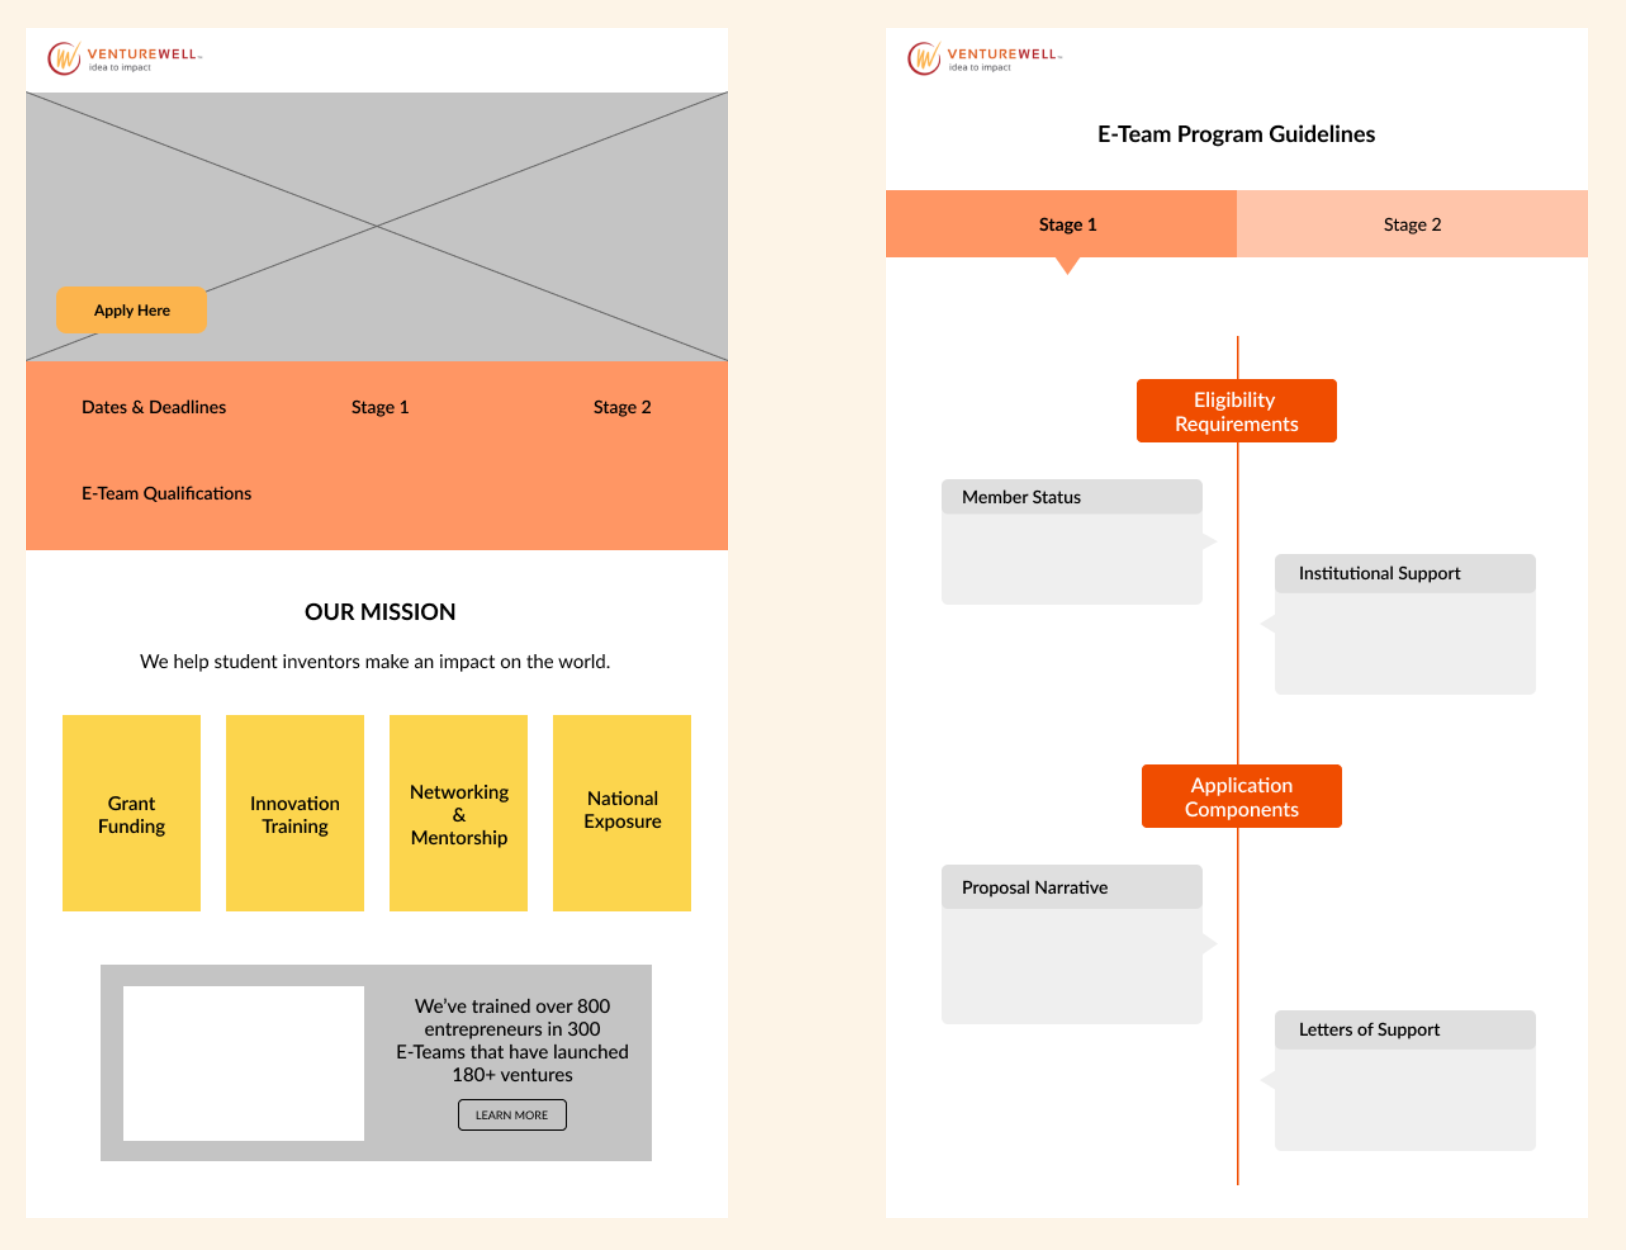 VENTUREWELL™
idea to impact
Apply Here
Dates & Deadlines
Stage 1
Stage 2
E-Team Qualifications
OUR MISSION
We help student inventors make an impact on the world.
Grant
Funding
Innovation
Training
Networking
&
Mentorship
National
Exposure
We’ve trained over 800
entrepreneurs in 300
E-Teams that have launched
180+ ventures
LEARN MORE
VENTUREWELL™
idea to impact
E-Team Program Guidelines
Stage 1
Stage 2
Eligibility
Requirements
Member Status
Institutional Support
Application
Components
Proposal Narrative
Letters of Support